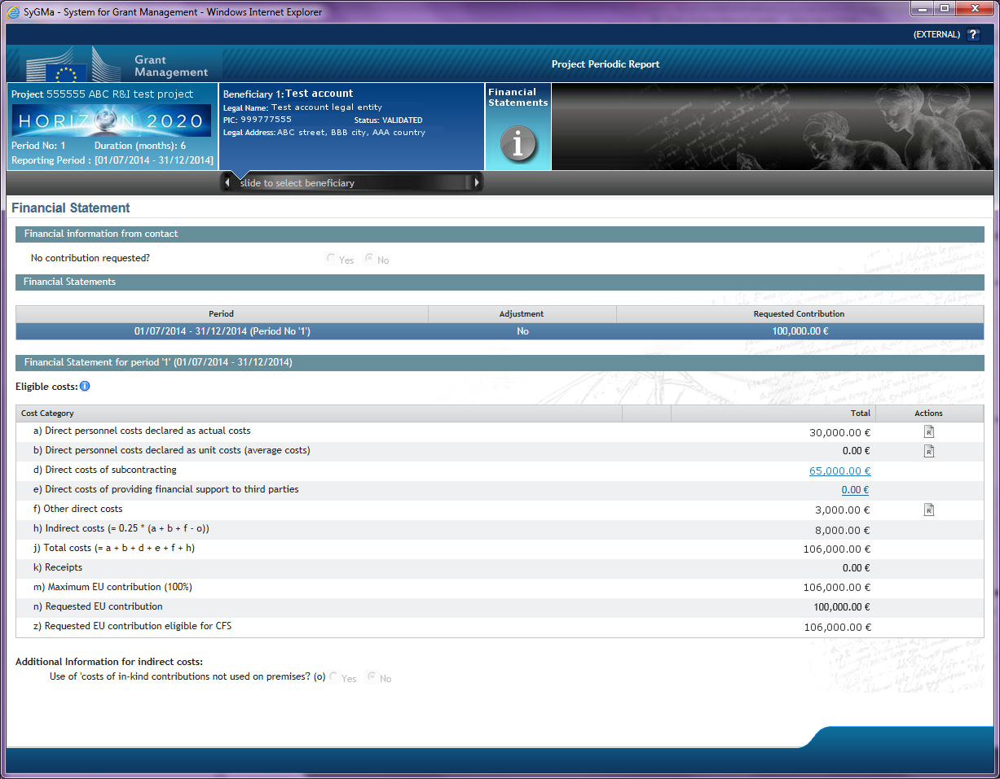 SyGMa - System for Grant Management - Windows Internet Explorer
(EXTERNAL) ?
Grant
Management
Project Periodic Report
Project 555555 ABC R&I test project
HORIZON 2020
Period No: 1 Duration (months): 6
Reporting Period : [01/07/2014 - 31/12/2014]
Beneficiary 1: Test account
Legal Name: Test account legal entity
PIC: 999777555 Status: VALIDATED
Legal Address: ABC street, BBB city, AAA country
Financial
Statements
slide to select beneficiary
Financial Statement
Financial information from contact
No contribution requested? Yes No
Financial Statements
Period Adjustment Requested Contribution
01/07/2014 - 31/12/2014 (Period No '1') No 100,000.00 €
Financial Statement for period '1' (01/07/2014 - 31/12/2014)
Eligible costs:
Cost Category Total Actions
a) Direct personnel costs declared as actual costs 30,000.00 € R
b) Direct personnel costs declared as unit costs (average costs) 0.00 € R
d) Direct costs of subcontracting 65,000.00 €
e) Direct costs of providing financial support to third parties 0.00 €
f) Other direct costs 3,000.00 € R
h) Indirect costs (= 0.25 * (a + b + f - o)) 8,000.00 €
j) Total costs (= a + b + d + e + f + h) 106,000.00 €
k) Receipts 0.00 €
m) Maximum EU contribution (100%) 106,000.00 €
n) Requested EU contribution 100,000.00 €
z) Requested EU contribution eligible for CFS 106,000.00 €
Additional Information for indirect costs:
Use of 'costs of in-kind contributions not used on premises'? (o) Yes No